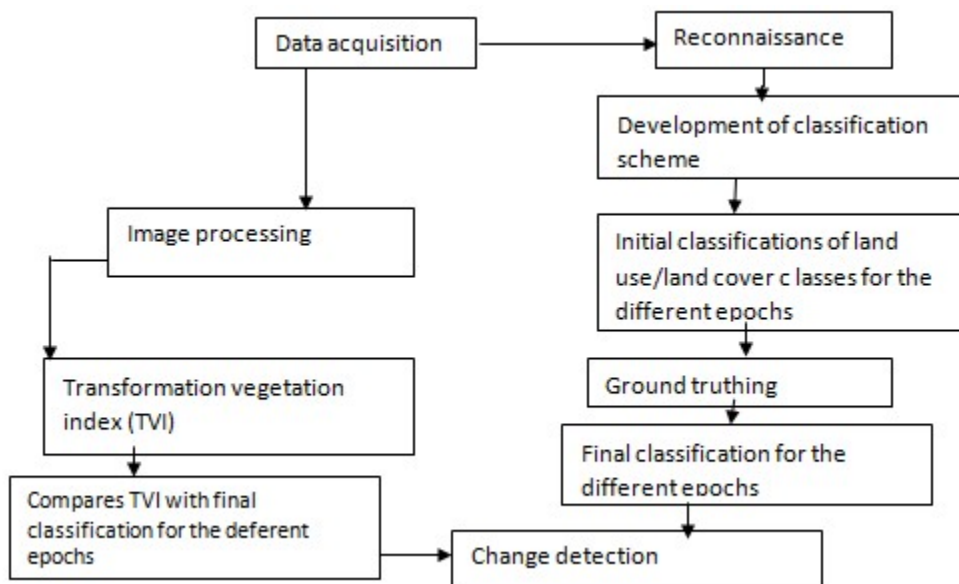 Data acquisition
Reconnaissance
Development of classification
scheme
Image processing
Initial classifications of land
use/land cover c lasses for the
different epochs
Transformation vegetation
index (TVI)
Ground truthing
Final classification for the
different epochs
Compares TVI with final
classification for the deferent
epochs
Change detection